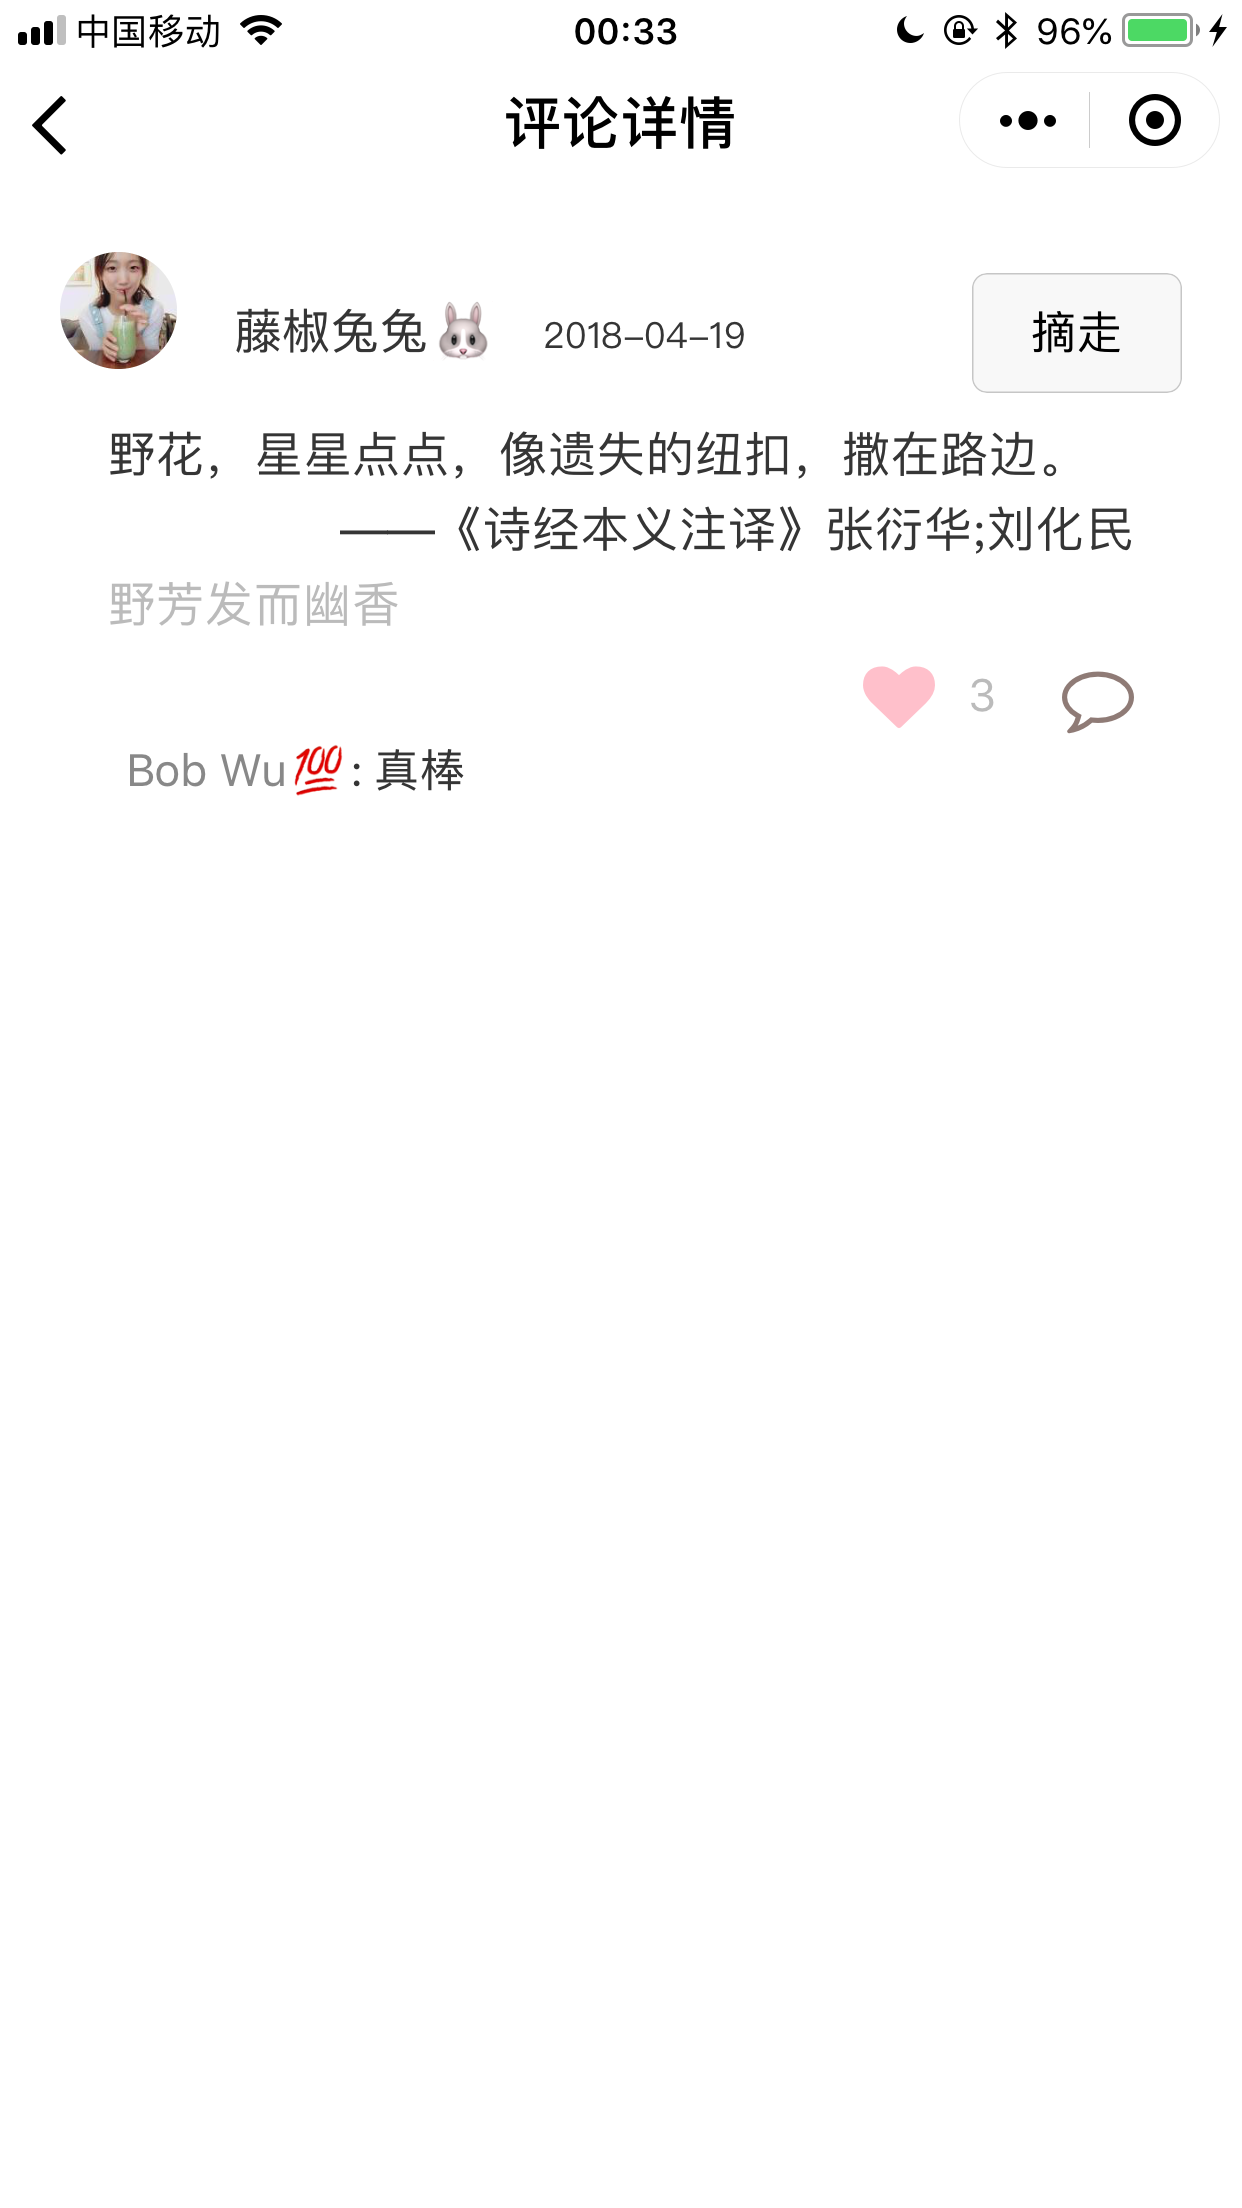 中国移动 00:33 96%
评论详情
藤椒兔兔🐰 2018-04-19 摘走
野花，星星点点，像遗失的纽扣，撒在路边。
——《诗经本义注译》张衍华;刘化民
野芳发而幽香
3
Bob Wu💯: 真棒